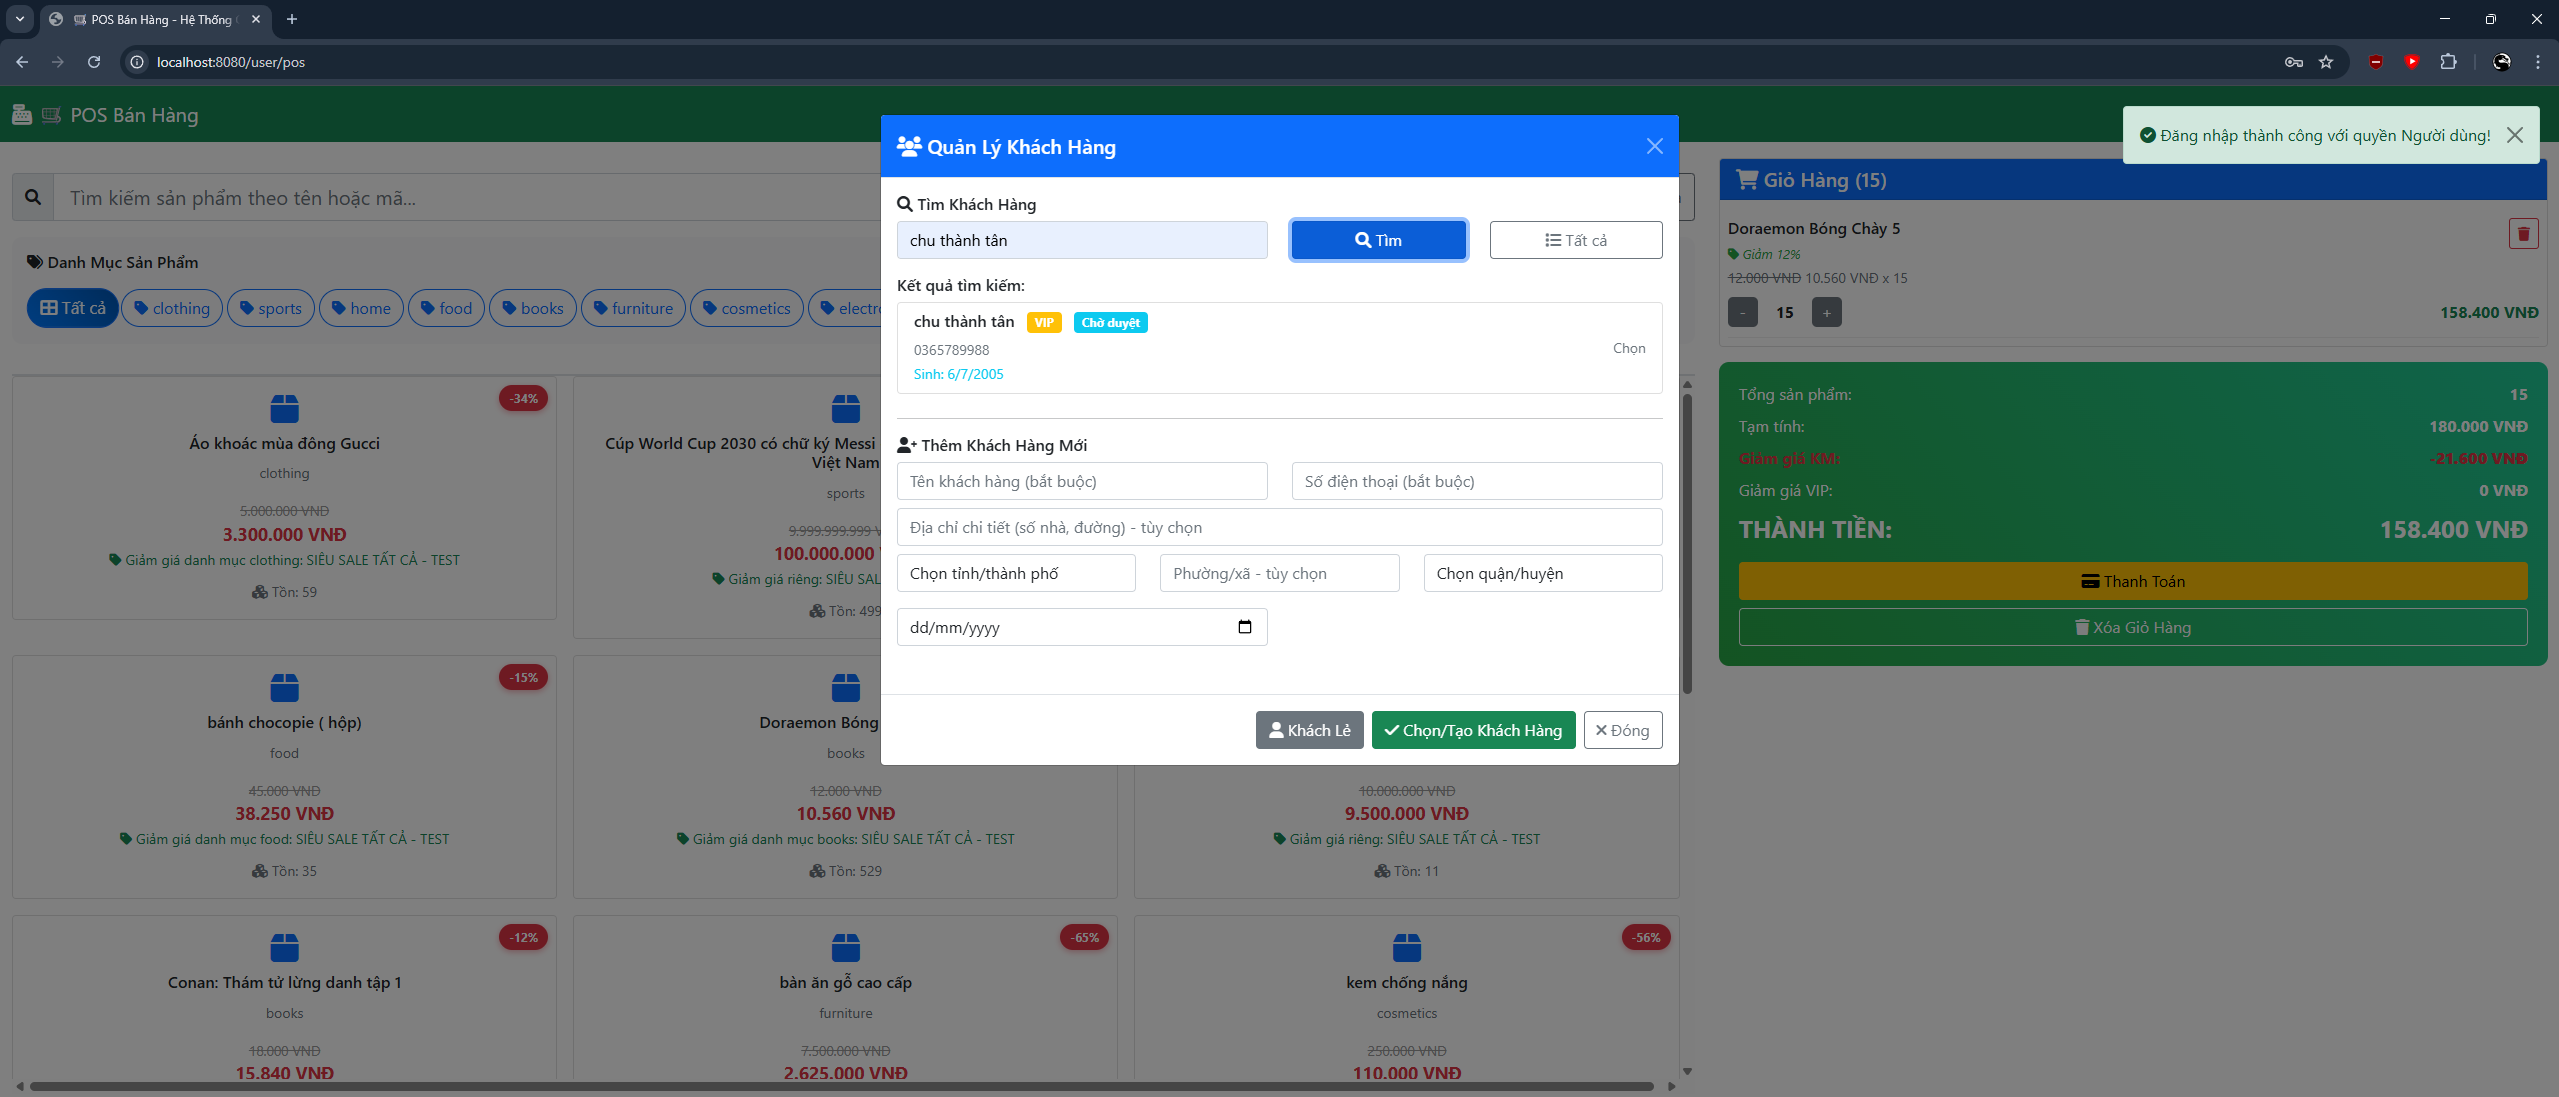 POS Bán Hàng - Hệ Thống
localhost:8080/user/pos
POS Bán Hàng
Đăng nhập thành công với quyền Người dùng!
Tìm kiếm sản phẩm theo tên hoặc mã...
Danh Mục Sản Phẩm
Tất cả
clothing
sports
home
food
books
furniture
cosmetics
electro
-34%
Áo khoác mùa đông Gucci
clothing
5.000.000 VNĐ
3.300.000 VNĐ
Giảm giá danh mục clothing: SIÊU SALE TẤT CẢ - TEST
Tồn: 59
Cúp World Cup 2030 có chữ ký Messi
Việt Nam
sports
9.999.999.999
100.000.000
Giảm giá riêng: SIÊU SAL
Tồn: 499
-15%
bánh chocopie ( hộp)
food
45.000 VNĐ
38.250 VNĐ
Giảm giá danh mục food: SIÊU SALE TẤT CẢ - TEST
Tồn: 35
Doraemon Bóng
books
12.000 VNĐ
10.560 VNĐ
Giảm giá danh mục books: SIÊU SALE TẤT CẢ - TEST
Tồn: 529
10.000.000 VNĐ
9.500.000 VNĐ
Giảm giá riêng: SIÊU SALE TẤT CẢ - TEST
Tồn: 11
-12%
Conan: Thám tử lừng danh tập 1
books
18.000 VNĐ
15.840 VNĐ
-65%
bàn ăn gỗ cao cấp
furniture
7.500.000 VNĐ
2.625.000 VNĐ
-56%
kem chống nắng
cosmetics
250.000 VNĐ
110.000 VNĐ
Quản Lý Khách Hàng
Tìm Khách Hàng
chu thành tân
Tìm
Tất cả
Kết quả tìm kiếm:
chu thành tân VIP Chờ duyệt
0365789988
Chọn
Sinh: 6/7/2005
Thêm Khách Hàng Mới
Tên khách hàng (bắt buộc)
Số điện thoại (bắt buộc)
Địa chỉ chi tiết (số nhà, đường) - tùy chọn
Chọn tỉnh/thành phố
Phường/xã - tùy chọn
Chọn quận/huyện
dd/mm/yyyy
Khách Lẻ
Chọn/Tạo Khách Hàng
Đóng
Giỏ Hàng (15)
Doraemon Bóng Chày 5
Giảm 12%
12.000 VNĐ 10.560 VNĐ x 15
- 15 +
158.400 VNĐ
Tổng sản phẩm: 15
Tạm tính: 180.000 VNĐ
Giảm giá KM: -21.600 VNĐ
Giảm giá VIP: 0 VNĐ
THÀNH TIỀN: 158.400 VNĐ
Thanh Toán
Xóa Giỏ Hàng